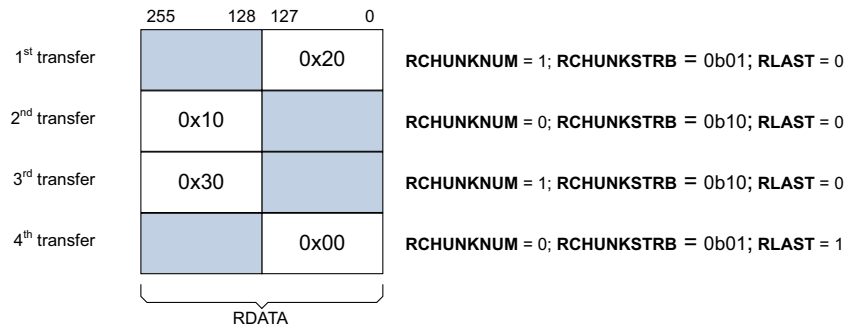 255 128 127 0
1st transfer 0x20 RCHUNKNUM = 1; RCHUNKSTRB = 0b01; RLAST = 0
2nd transfer 0x10 RCHUNKNUM = 0; RCHUNKSTRB = 0b10; RLAST = 0
3rd transfer 0x30 RCHUNKNUM = 1; RCHUNKSTRB = 0b10; RLAST = 0
4th transfer 0x00 RCHUNKNUM = 0; RCHUNKSTRB = 0b01; RLAST = 1
RDATA